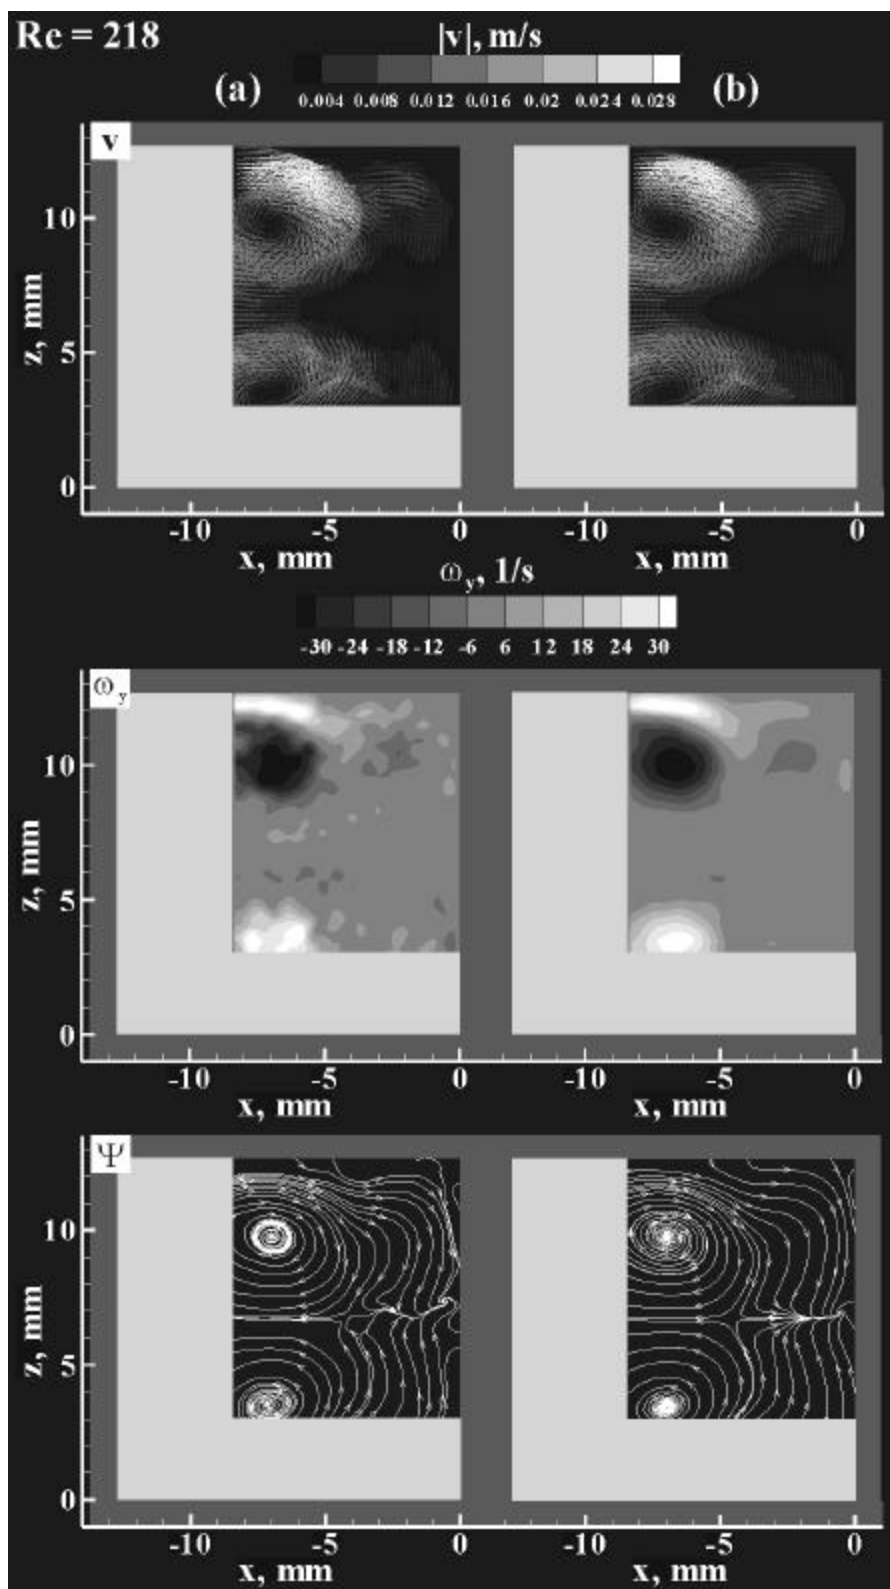 Re = 218
|v|, m/s
(a) (b)
0.004 0.008 0.012 0.016 0.02 0.024 0.028
v
10
5
0
z, mm
-10 -5 0 -10 -5 0
x, mm x, mm
ω_y, 1/s
-30 -24 -18 -12 -6 6 12 18 24 30
ω_y
10
5
0
z, mm
-10 -5 0 -10 -5 0
x, mm x, mm
Ψ
10
5
0
z, mm
-10 -5 0 -10 -5 0
x, mm x, mm